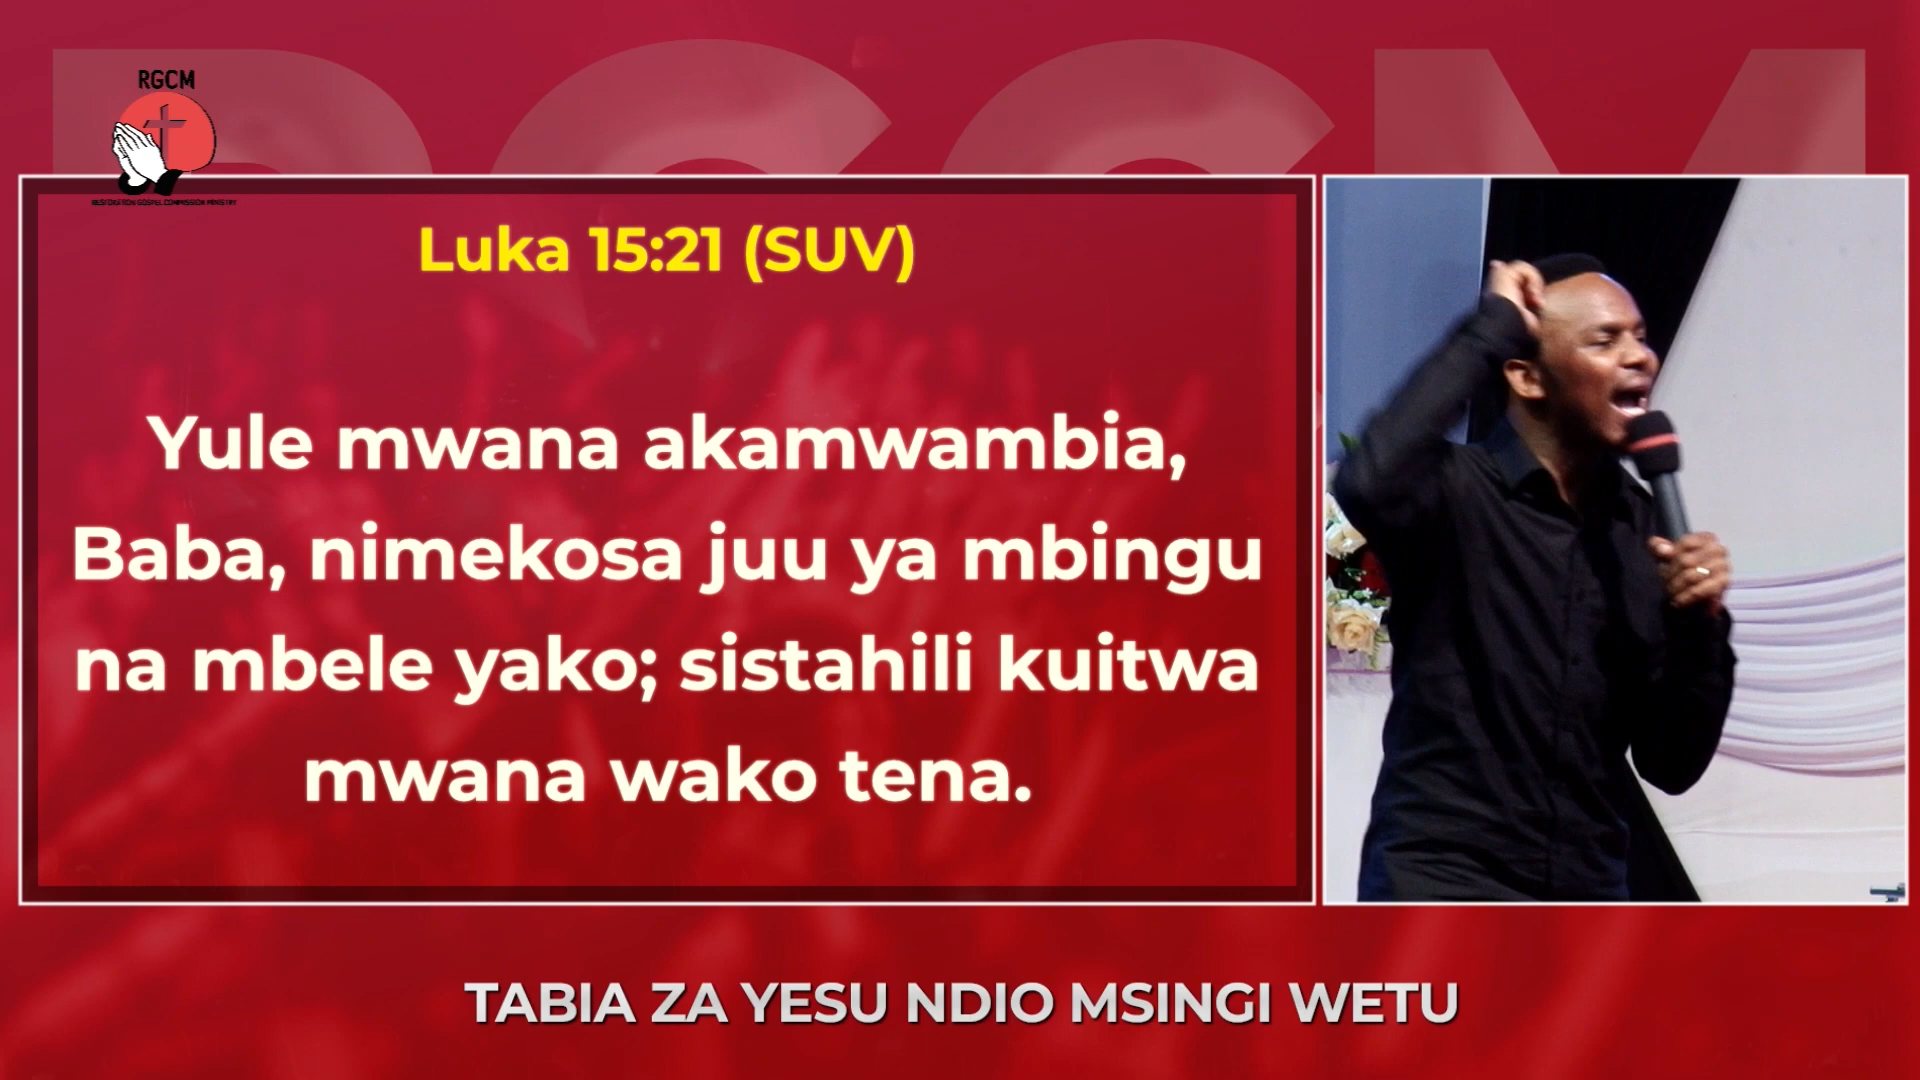 RGCM
RGCM
Luka 15:21 (SUV)
Yule mwana akamwambia,
Baba, nimekosa juu ya mbingu
na mbele yako; sistahili kuitwa
mwana wako tena.
TABIA ZA YESU NDIO MSINGI WETU